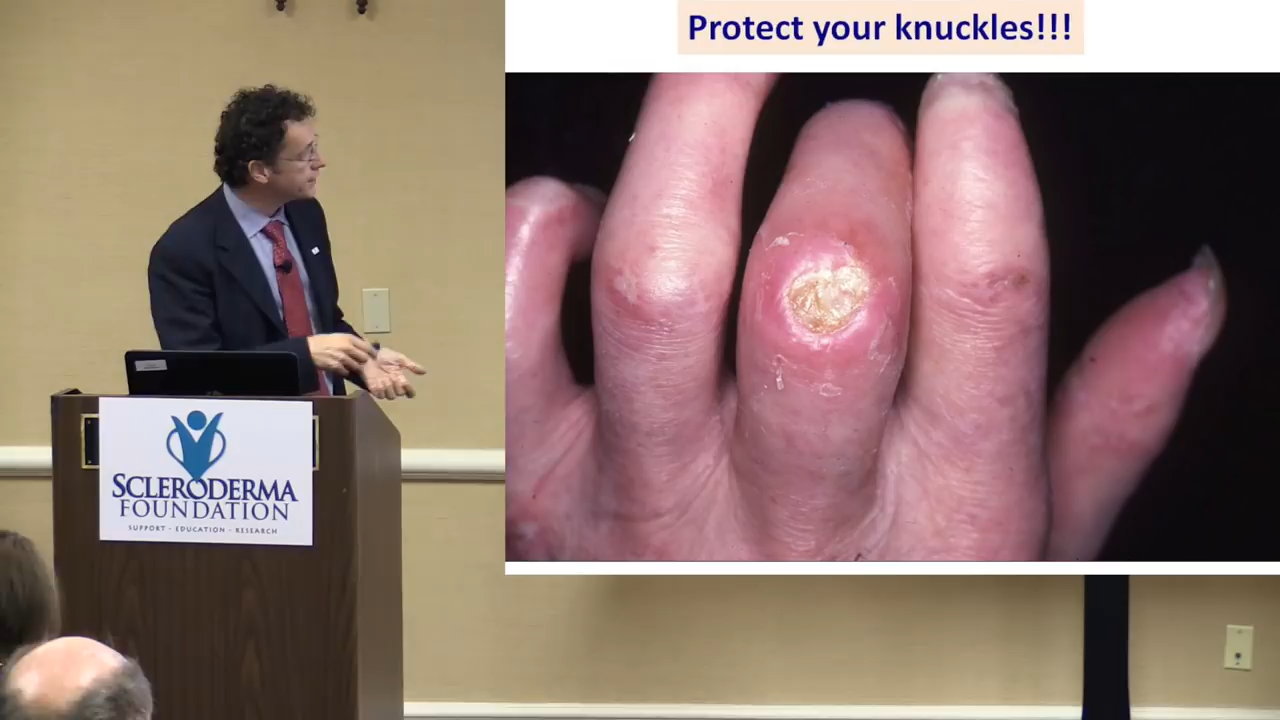 Protect your knuckles!!!
SCLERODERMA
FOUNDATION
SUPPORT - EDUCATION - RESEARCH